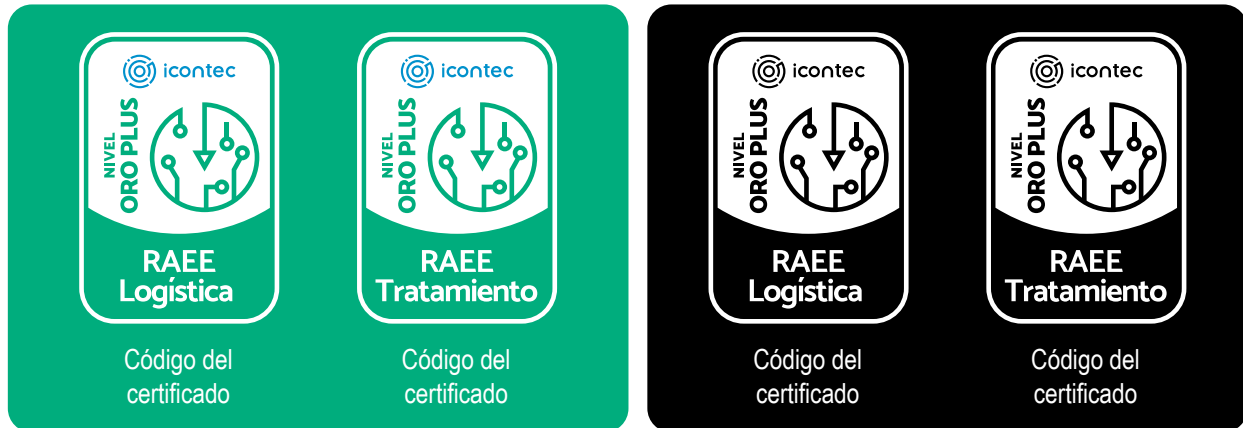 icontec
NIVEL
ORO PLUS
RAEE
Logística
Código del
certificado
icontec
NIVEL
ORO PLUS
RAEE
Tratamiento
Código del
certificado
icontec
NIVEL
ORO PLUS
RAEE
Logística
Código del
certificado
icontec
NIVEL
ORO PLUS
RAEE
Tratamiento
Código del
certificado